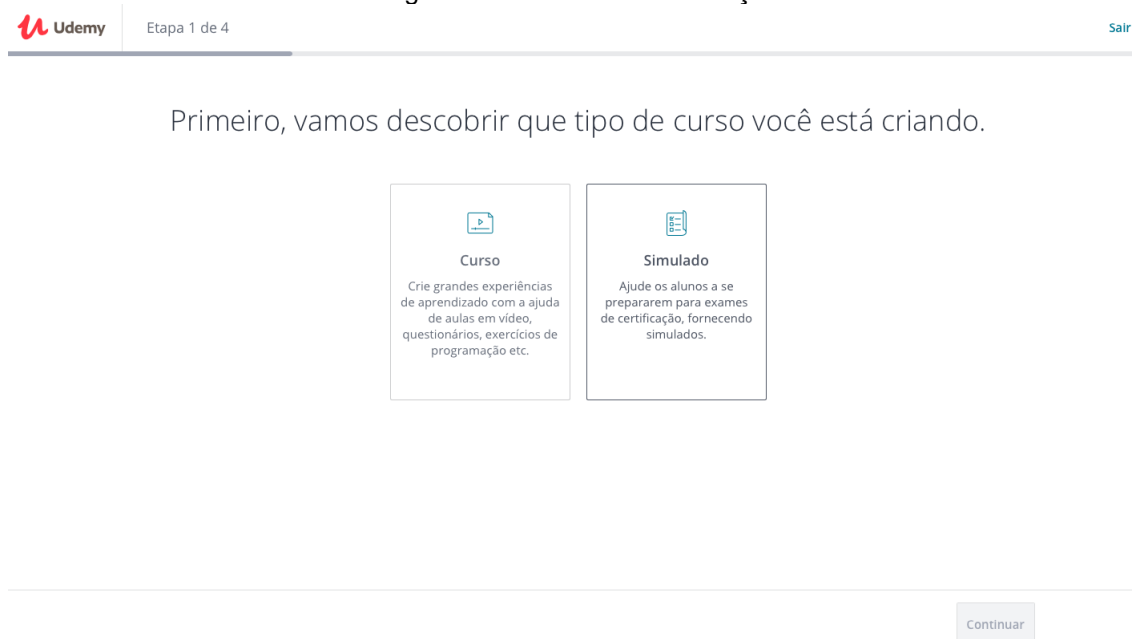 Udemy
Etapa 1 de 4
Sair
Primeiro, vamos descobrir que tipo de curso você está criando.
Curso
Crie grandes experiências
de aprendizado com a ajuda
de aulas em vídeo,
questionários, exercícios de
programação etc.
Simulado
Ajude os alunos a se
prepararem para exames
de certificação, fornecendo
simulados.
Continuar